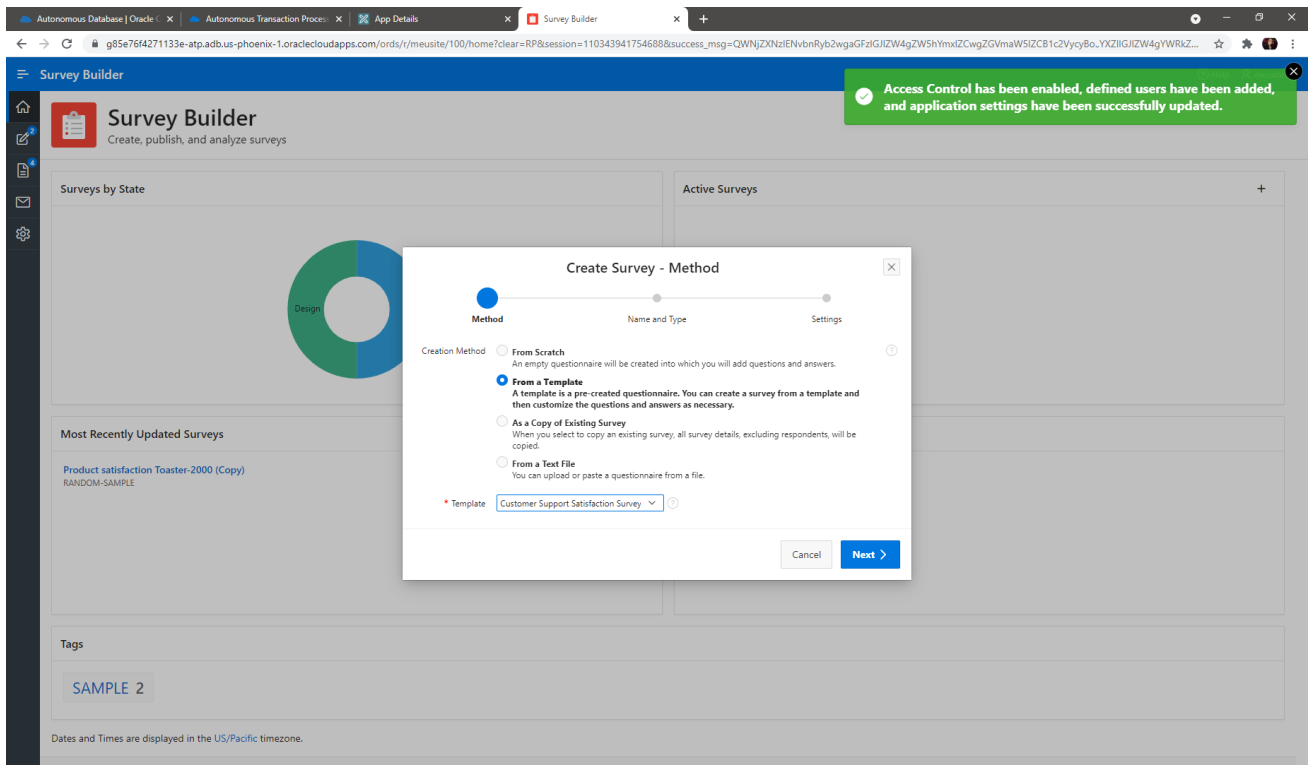 Autonomous Database | Oracle C
Autonomous Transaction Process
App Details
Survey Builder
g85e76f4271133e-atp.adb.us-phoenix-1.oraclecloudapps.com/ords/r/meusite/100/home?clear=RP&session=110343941754688&success_msg=QWNjZXNzIENvbnRyb2wgaGFzIGJlZW4gZW5hYmxlZCwgZGVmaW5lZCB1c2VycyBo..YXZlIGJlZW4gYWRkZ...
Survey Builder
Access Control has been enabled, defined users have been added,
and application settings have been successfully updated.
2
4
Survey Builder
Create, publish, and analyze surveys
Surveys by State
Active Surveys
Design
Create Survey - Method
Method
Name and Type
Settings
Creation Method
From Scratch
An empty questionnaire will be created into which you will add questions and answers.
From a Template
A template is a pre-created questionnaire. You can create a survey from a template and
then customize the questions and answers as necessary.
As a Copy of Existing Survey
When you select to copy an existing survey, all survey details, excluding respondents, will be
copied.
From a Text File
You can upload or paste a questionnaire from a file.
* Template
Customer Support Satisfaction Survey
Cancel
Next
Most Recently Updated Surveys
Product satisfaction Toaster-2000 (Copy)
RANDOM-SAMPLE
Tags
SAMPLE 2
Dates and Times are displayed in the US/Pacific timezone.